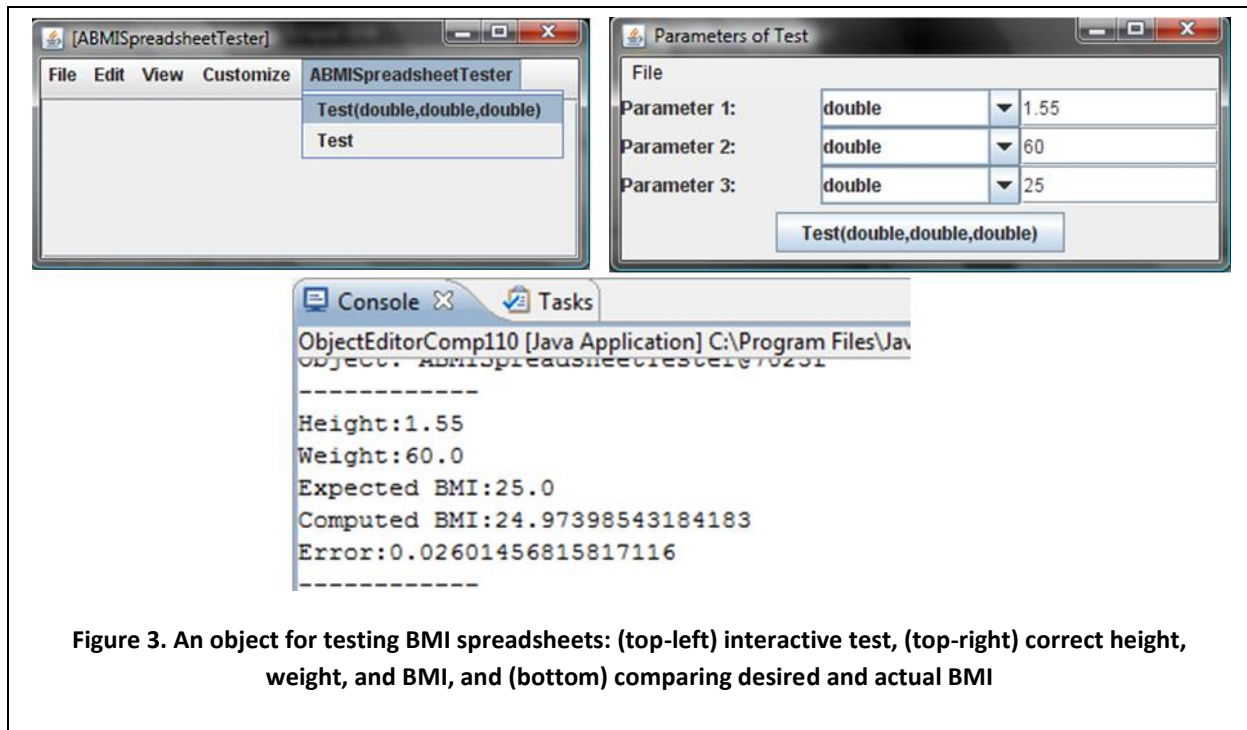 [ABMISpreadsheetTester]
File Edit View Customize ABMISpreadsheetTester
Test(double,double,double)
Test
Parameters of Test
File
Parameter 1: double 1.55
Parameter 2: double 60
Parameter 3: double 25
Test(double,double,double)
Console Tasks
ObjectEditorComp110 [Java Application] C:\Program Files\Jav
Object: ABMISpreadsheetTester@
------------
Height:1.55
Weight:60.0
Expected BMI:25.0
Computed BMI:24.97398543184183
Error:0.02601456815817116
------------
Figure 3. An object for testing BMI spreadsheets: (top-left) interactive test, (top-right) correct height,
weight, and BMI, and (bottom) comparing desired and actual BMI